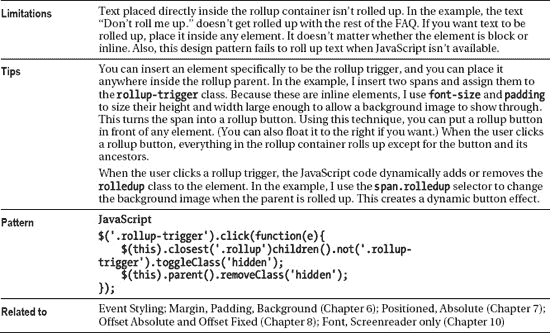 Limitations
Text placed directly inside the rollup container isn't rolled up. In the example, the text
"Don't roll me up." doesn't get rolled up with the rest of the FAQ. If you want text to be
rolled up, place it inside any element. It doesn't matter whether the element is block or
inline. Also, this design pattern fails to roll up text when JavaScript isn't available.
Tips
You can insert an element specifically to be the rollup trigger, and you can place it
anywhere inside the rollup parent. In the example, I insert two spans and assign them to
the rollup-trigger class. Because these are inline elements, I use font-size and padding
to size their height and width large enough to allow a background image to show through.
This turns the span into a rollup button. Using this technique, you can put a rollup button
in front of any element. (You can also float it to the right if you want.) When the user clicks
a rollup button, everything in the rollup container rolls up except for the button and its
ancestors.
When the user clicks a rollup trigger, the JavaScript code dynamically adds or removes the
rolledup class to the element. In the example, I use the span.rolledup selector to change
the background image when the parent is rolled up. This creates a dynamic button effect.
Pattern
JavaScript
$('.rollup-trigger').click(function(e){
$(this).closest('.rollup')children().not('.rollup-
trigger').toggleClass('hidden');
$(this).parent().removeClass('hidden');
});
Related to
Event Styling; Margin, Padding, Background (Chapter 6); Positioned, Absolute (Chapter 7);
Offset Absolute and Offset Fixed (Chapter 8); Font, Screenreader only (Chapter 10)